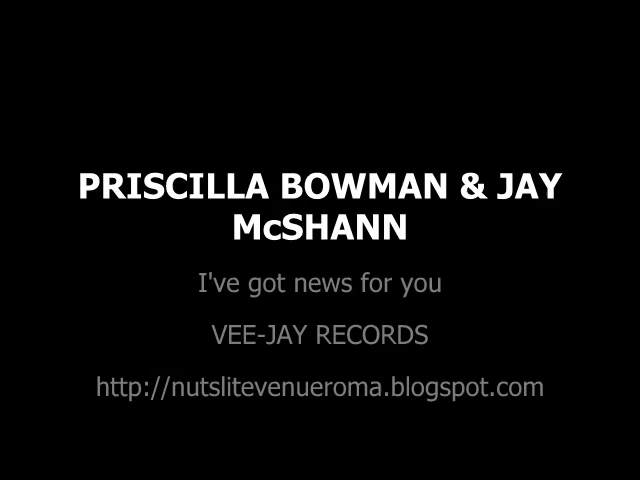 PRISCILLA BOWMAN & JAY
McSHANN
I've got news for you
VEE-JAY RECORDS
http://nutslitevenueroma.blogspot.com